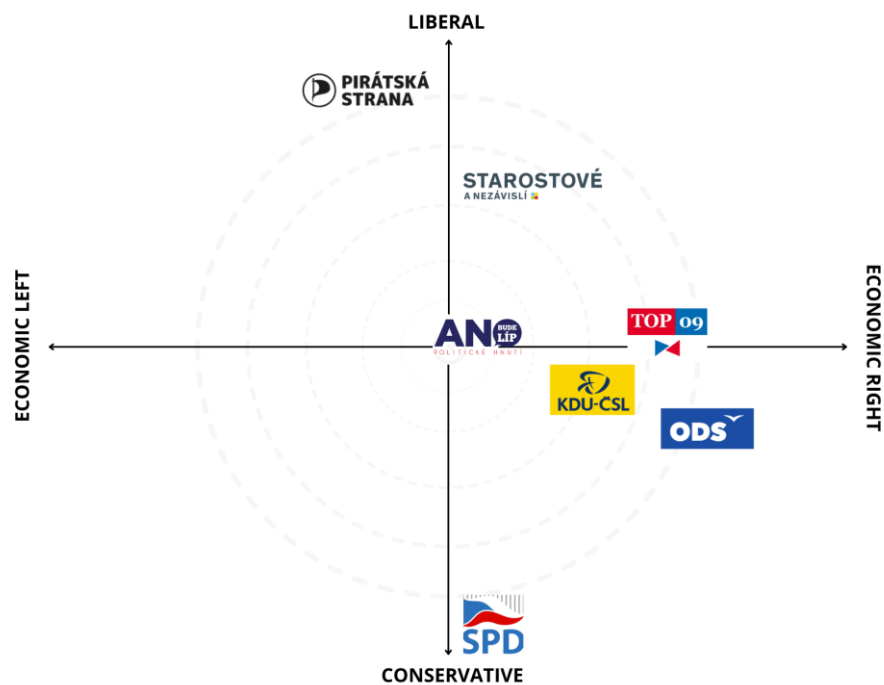 LIBERAL
PIRÁTSKÁ
STRANA
STAROSTOVÉ
A NEZÁVISLÍ
ECONOMIC LEFT
ECONOMIC RIGHT
TOP 09
ANO
BUDE
LÍP
POLITICKÉ HNUTÍ
KDU-ČSL
ODS
SPD
CONSERVATIVE